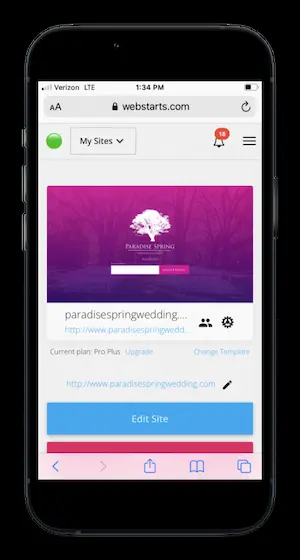 Verizon LTE 1:34 PM
AA webstarts.com
18
My Sites
PARADISE SPRING
paradisespringwedding....
http://www.paradisespringwedd...
Current plan: Pro Plus Upgrade Change Template
http://www.paradisespringwedding.com
Edit Site